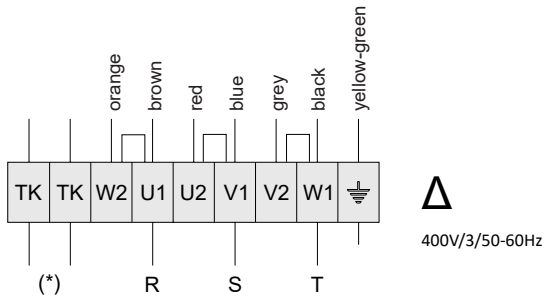 orange brown red blue grey black yellow-green
TK TK W2 U1 U2 V1 V2 W1
Δ
400V/3/50-60Hz
(*) R S T